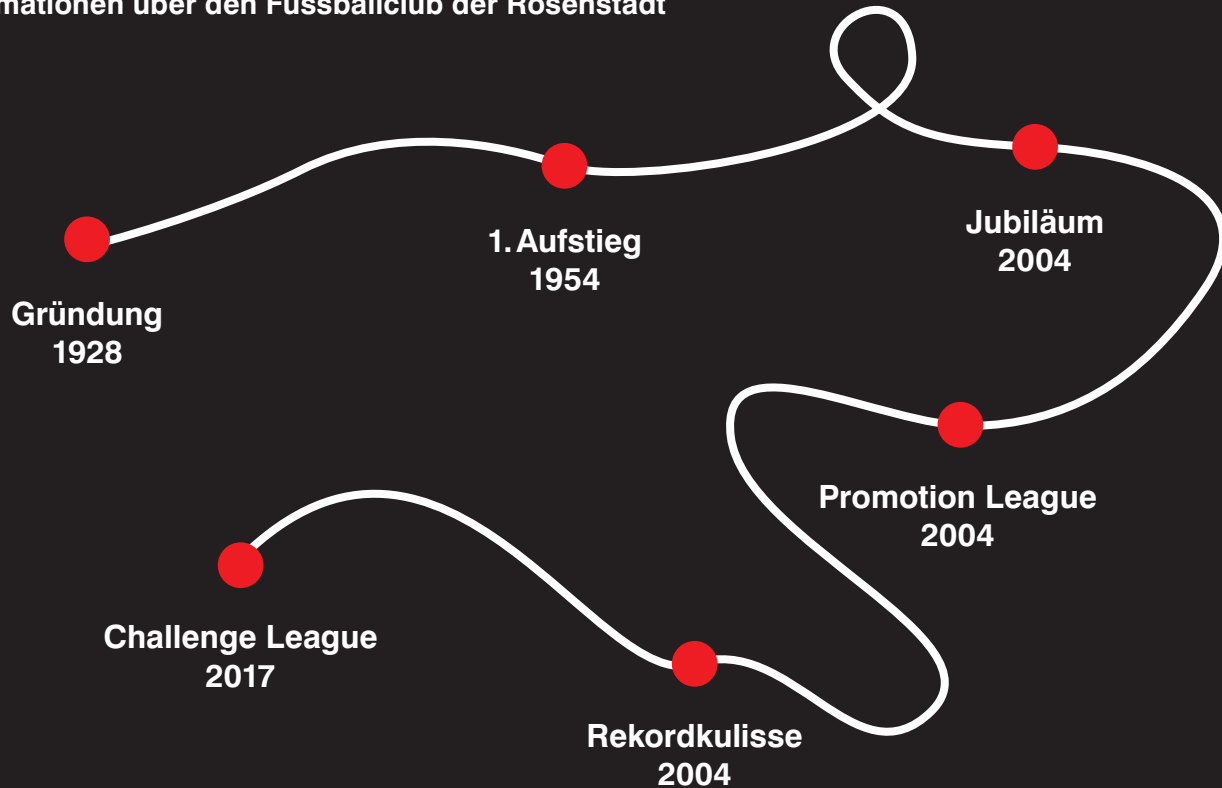 über den Fussballclub der Rosenstadt
1. Aufstieg
1954
Jubiläum
2004
Gründung
1928
Promotion League
2004
Challenge League
2017
Rekordkulisse
2004